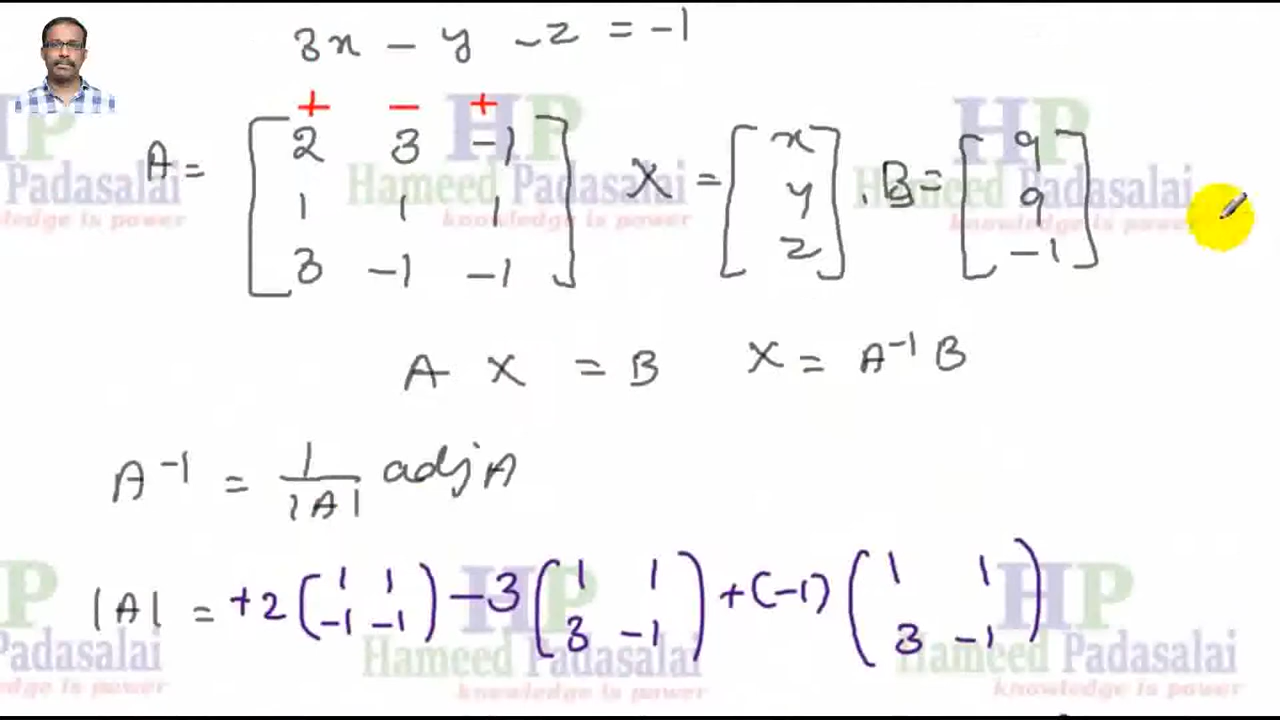 3x - y - z = -1
+ - +
A = [ 2 3 -1 ] X = [ x ] , B = [ 9 ]
[ 1 1 1 ] [ y ] [ 9 ]
[ 3 -1 -1 ] [ z ] [ -1 ]
A X = B X = A⁻¹ B
A⁻¹ = 1/|A| adj A
|A| = +2 ( 1 1 ) - 3 ( 1 1 ) + (-1) ( 1 1 )
( -1 -1 ) ( 3 -1 ) ( 3 -1 )
HP
Hameed Padasalai
knowledge is power